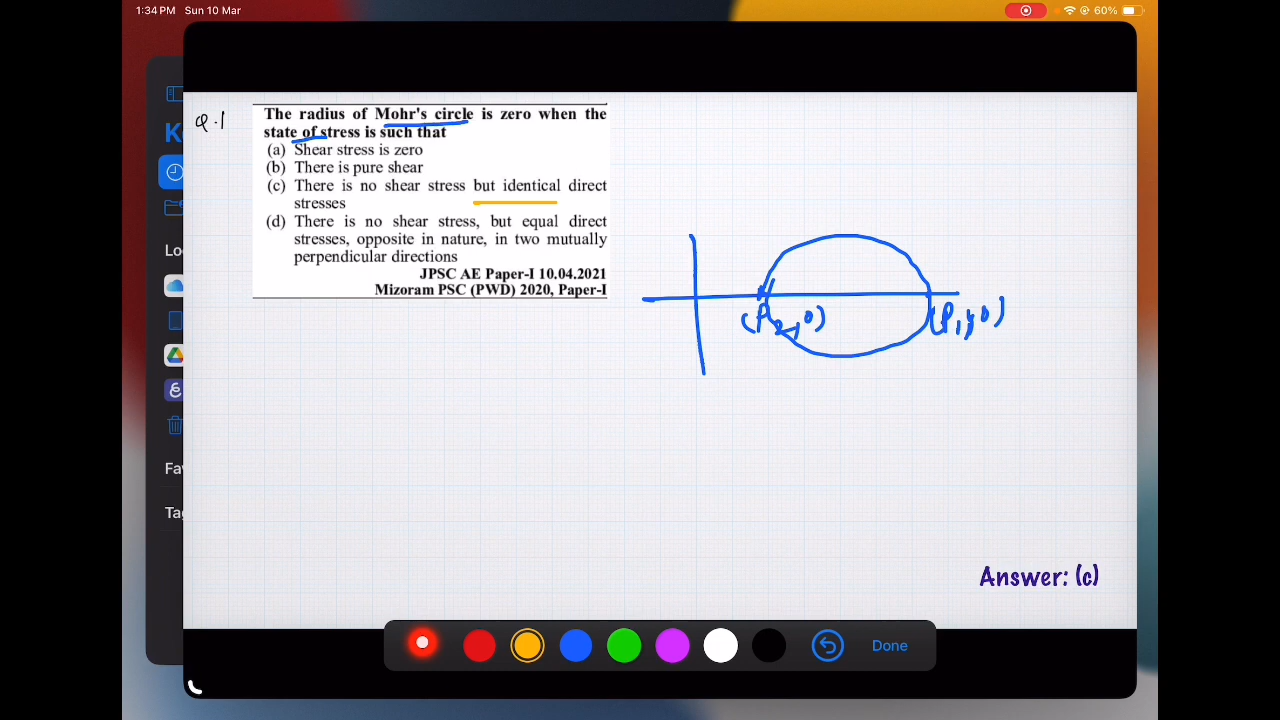 1:34 PM Sun 10 Mar
60%
Q.1
The radius of Mohr's circle is zero when the
state of stress is such that
(a) Shear stress is zero
(b) There is pure shear
(c) There is no shear stress but identical direct
stresses
(d) There is no shear stress, but equal direct
stresses, opposite in nature, in two mutually
perpendicular directions
JPSC AE Paper-I 10.04.2021
Mizoram PSC (PWD) 2020, Paper-I
(P2,0)
(P1,0)
Lo
Fa
Ta
Answer: (c)
Done